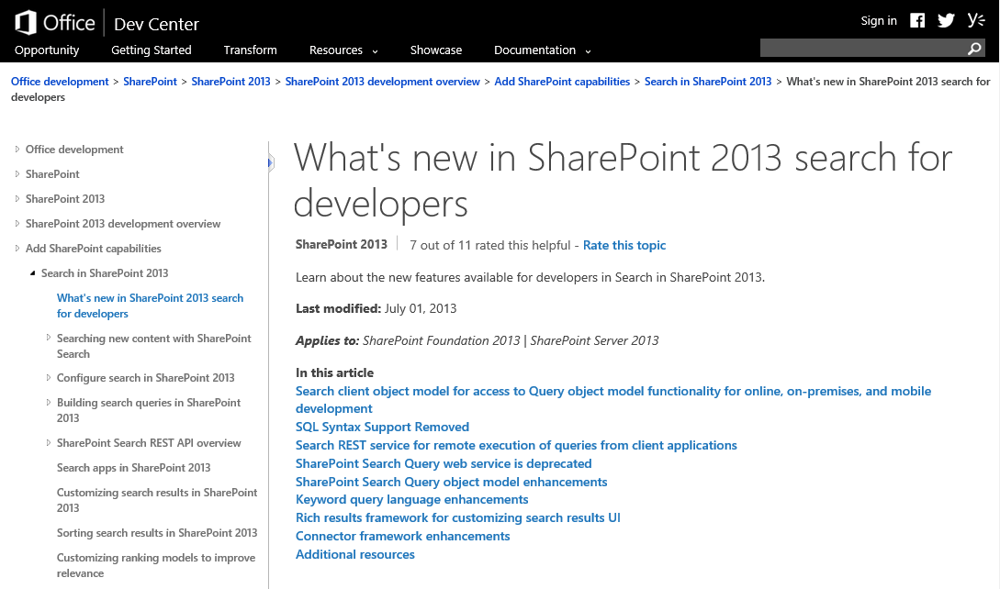 Office Dev Center
Sign in
Opportunity Getting Started Transform Resources Showcase Documentation
Office development > SharePoint > SharePoint 2013 > SharePoint 2013 development overview > Add SharePoint capabilities > Search in SharePoint 2013 > What's new in SharePoint 2013 search for
developers
Office development
SharePoint
SharePoint 2013
SharePoint 2013 development overview
Add SharePoint capabilities
Search in SharePoint 2013
What's new in SharePoint 2013 search
for developers
Searching new content with SharePoint
Search
Configure search in SharePoint 2013
Building search queries in SharePoint
2013
SharePoint Search REST API overview
Search apps in SharePoint 2013
Customizing search results in SharePoint
2013
Sorting search results in SharePoint 2013
Customizing ranking models to improve
relevance
What's new in SharePoint 2013 search for
developers
SharePoint 2013 7 out of 11 rated this helpful - Rate this topic
Learn about the new features available for developers in Search in SharePoint 2013.
Last modified: July 01, 2013
Applies to: SharePoint Foundation 2013 | SharePoint Server 2013
In this article
Search client object model for access to Query object model functionality for online, on-premises, and mobile
development
SQL Syntax Support Removed
Search REST service for remote execution of queries from client applications
SharePoint Search Query web service is deprecated
SharePoint Search Query object model enhancements
Keyword query language enhancements
Rich results framework for customizing search results UI
Connector framework enhancements
Additional resources